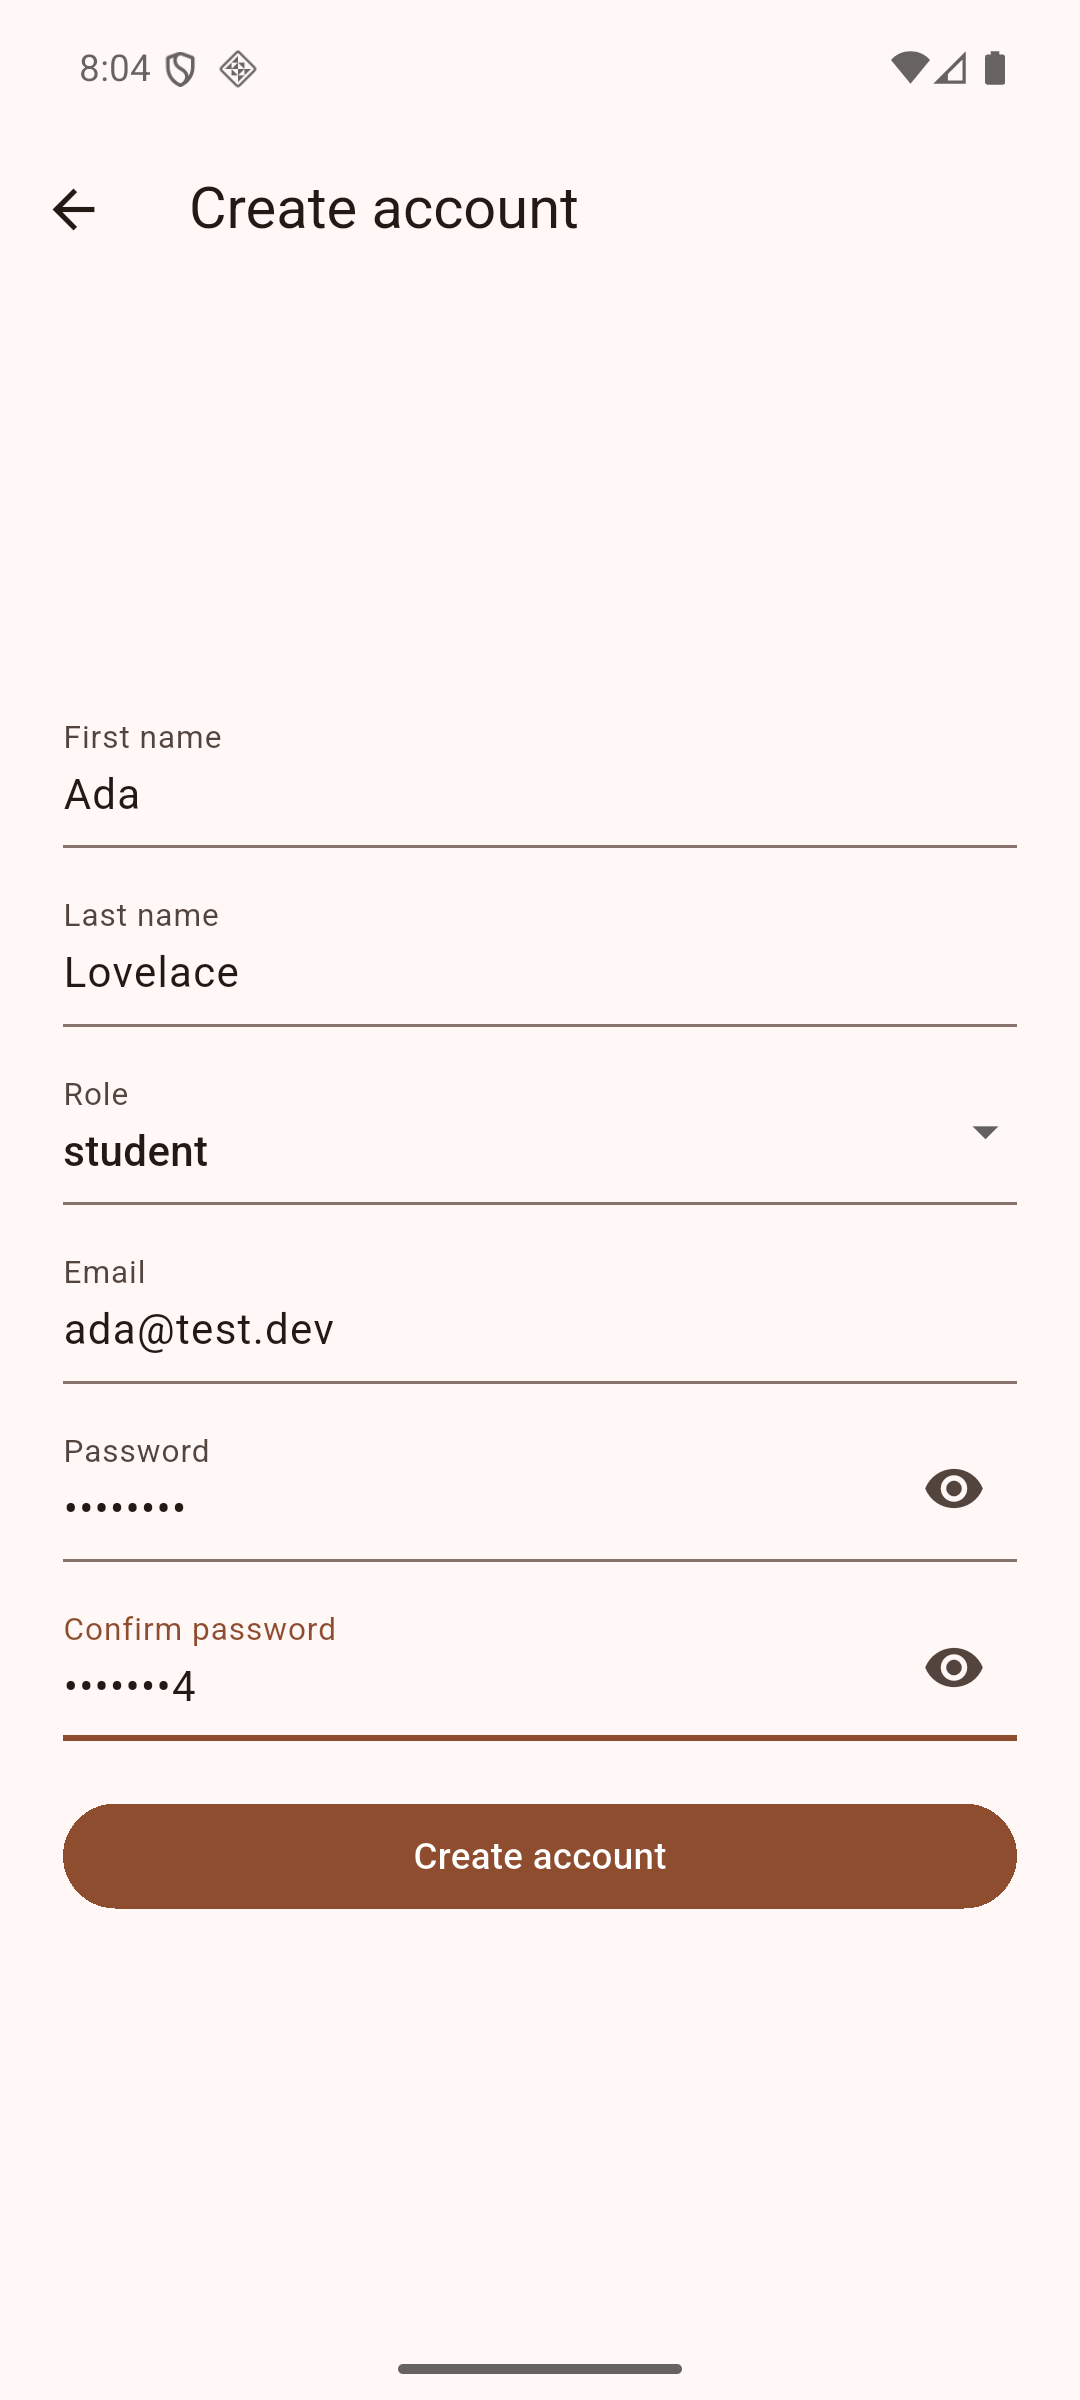 8:04
Create account
First name
Ada
Last name
Lovelace
Role
student
Email
ada@test.dev
Password
••••••••
Confirm password
•••••••4
Create account